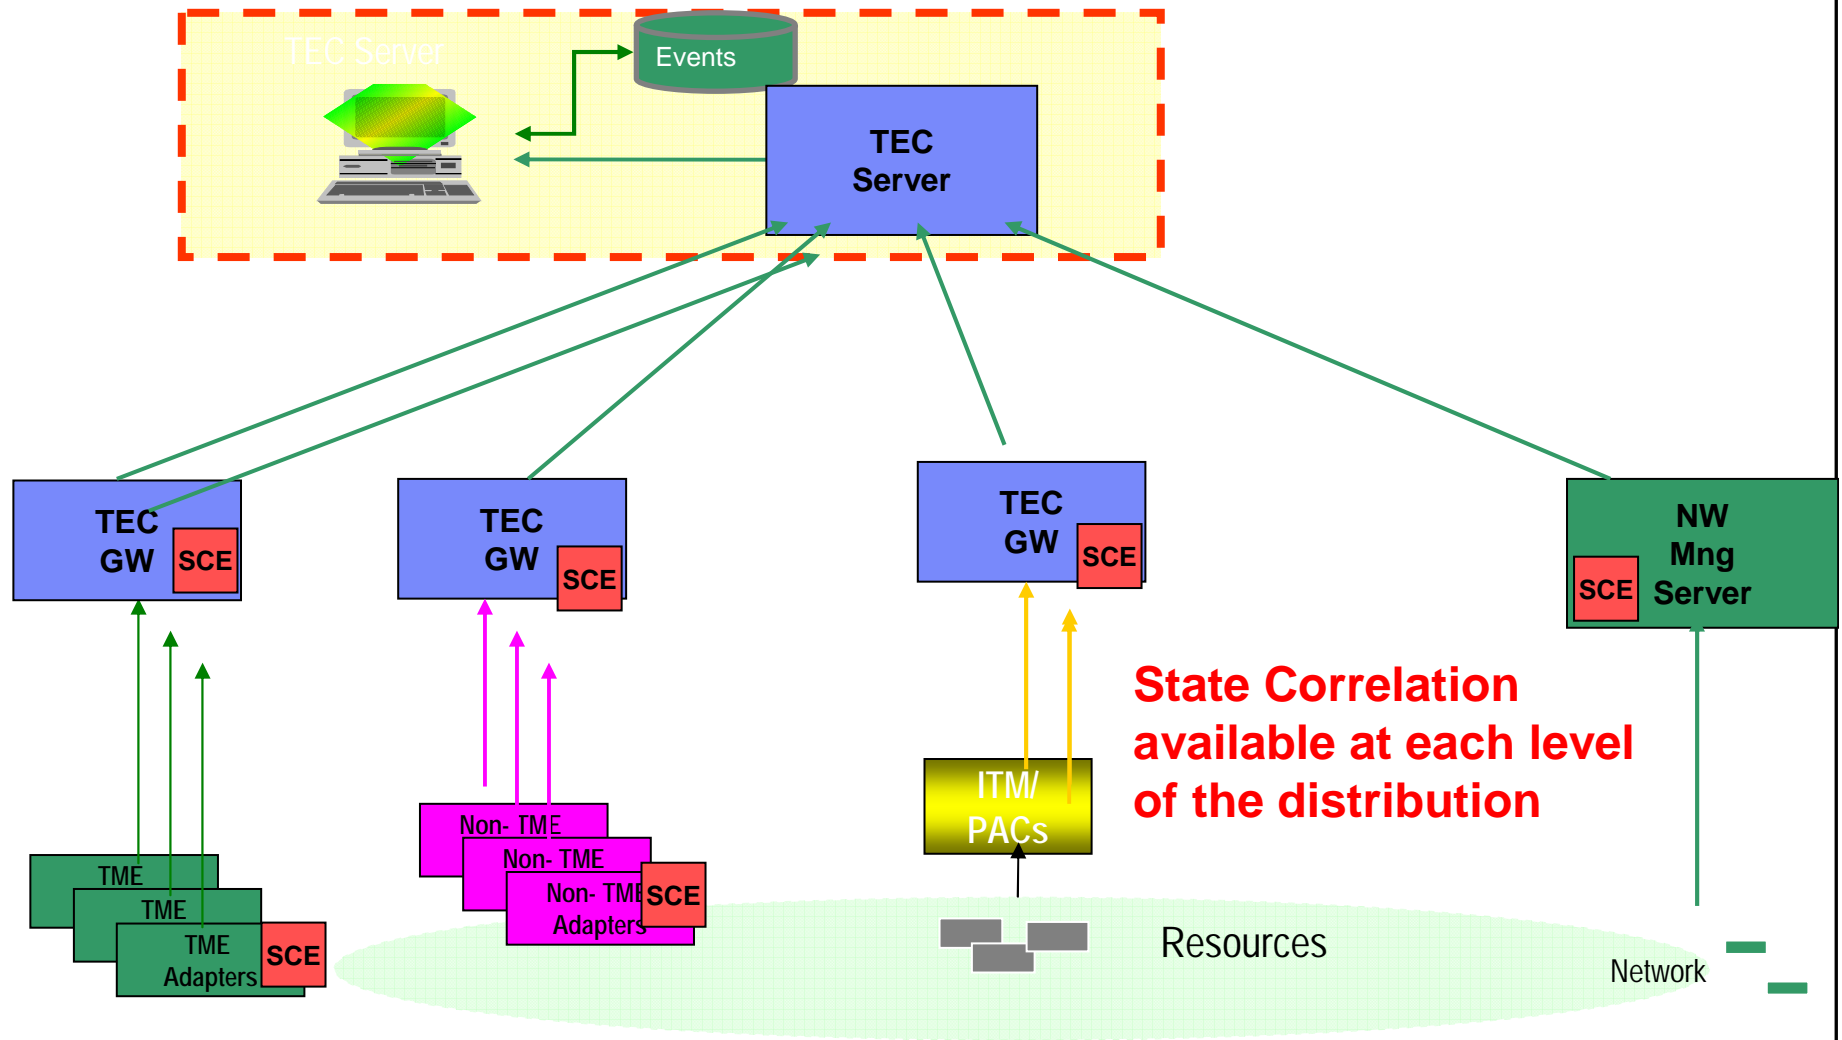 TEC Server
Events
TEC
Server
TEC
GW
SCE
TEC
GW
SCE
TEC
GW
SCE
NW
Mng
Server
SCE
State Correlation
available at each level
of the distribution
ITM/
PACs
Non- TME
Non- TME
Non- TME
Adapters
SCE
TME
TME
TME
Adapters
SCE
Resources
Network